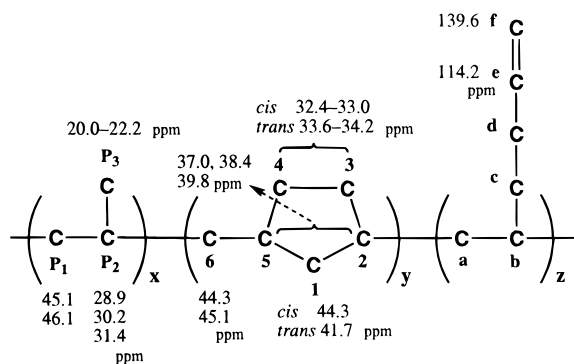 139.6 f
C
114.2 e C
ppm
cis 32.4–33.0
trans 33.6–34.2 ppm
d C
20.0–22.2 ppm
P3
37.0, 38.4
39.8 ppm
4 3
c
C
C C
C
C C x
C C C y
C C z
P1 P2
6 5 2
a b
C
1
45.1 28.9
46.1 30.2
31.4
ppm
44.3
45.1
ppm
cis 44.3
trans 41.7 ppm